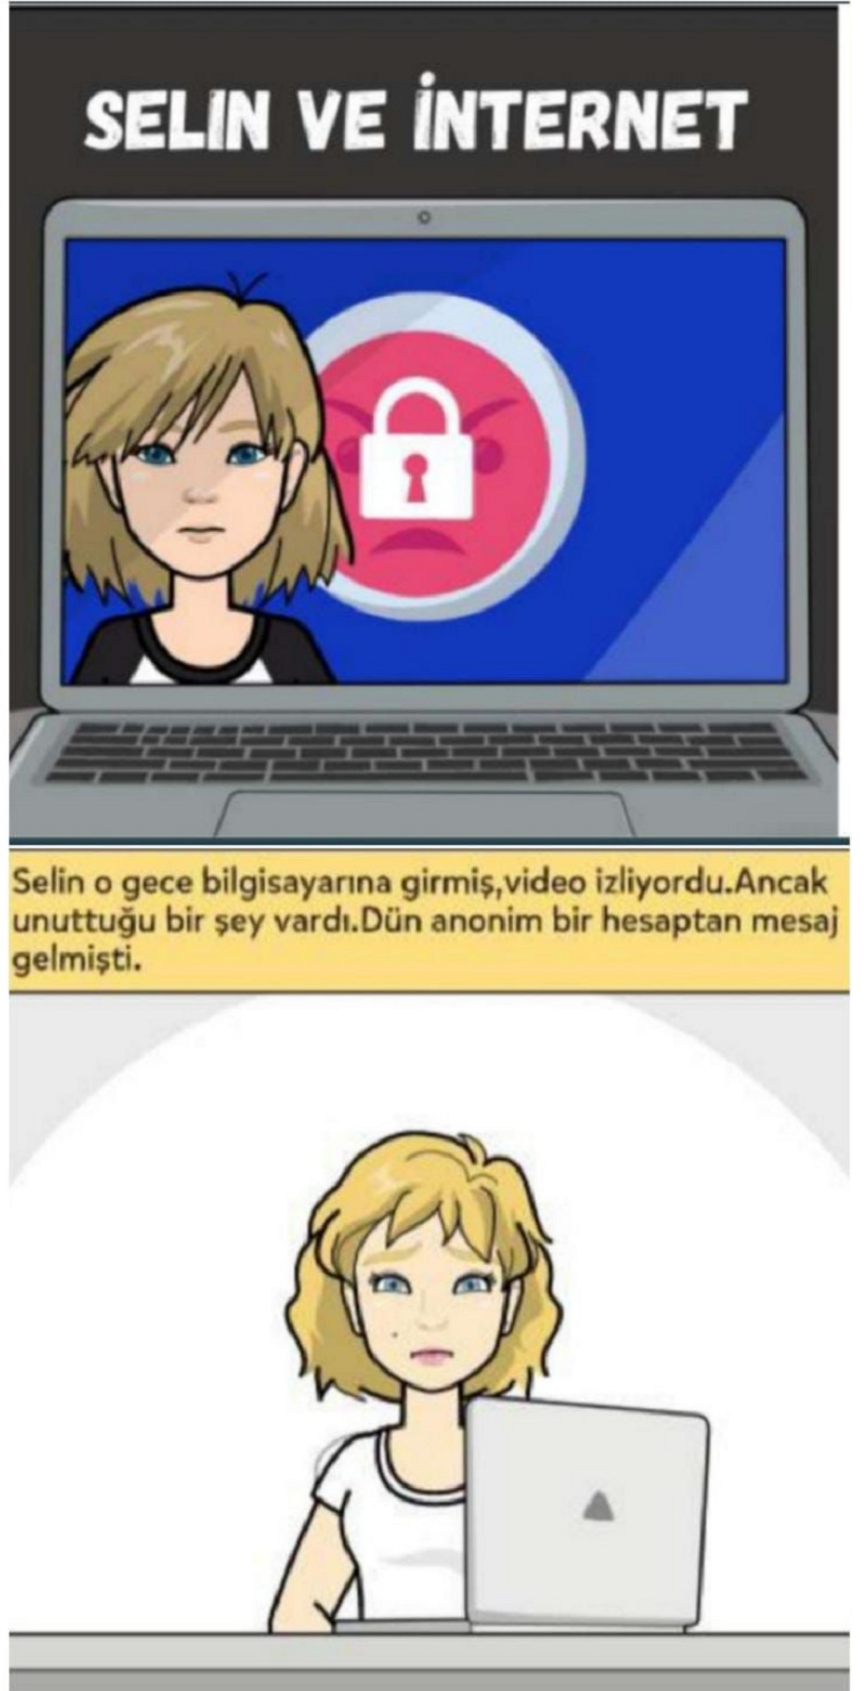 SELIN VE İNTERNET
Selin o gece bilgisayarına girmiş,video izliyordu.Ancak
unuttuğu bir şey vardı.Dün anonim bir hesaptan mesaj
gelmişti.